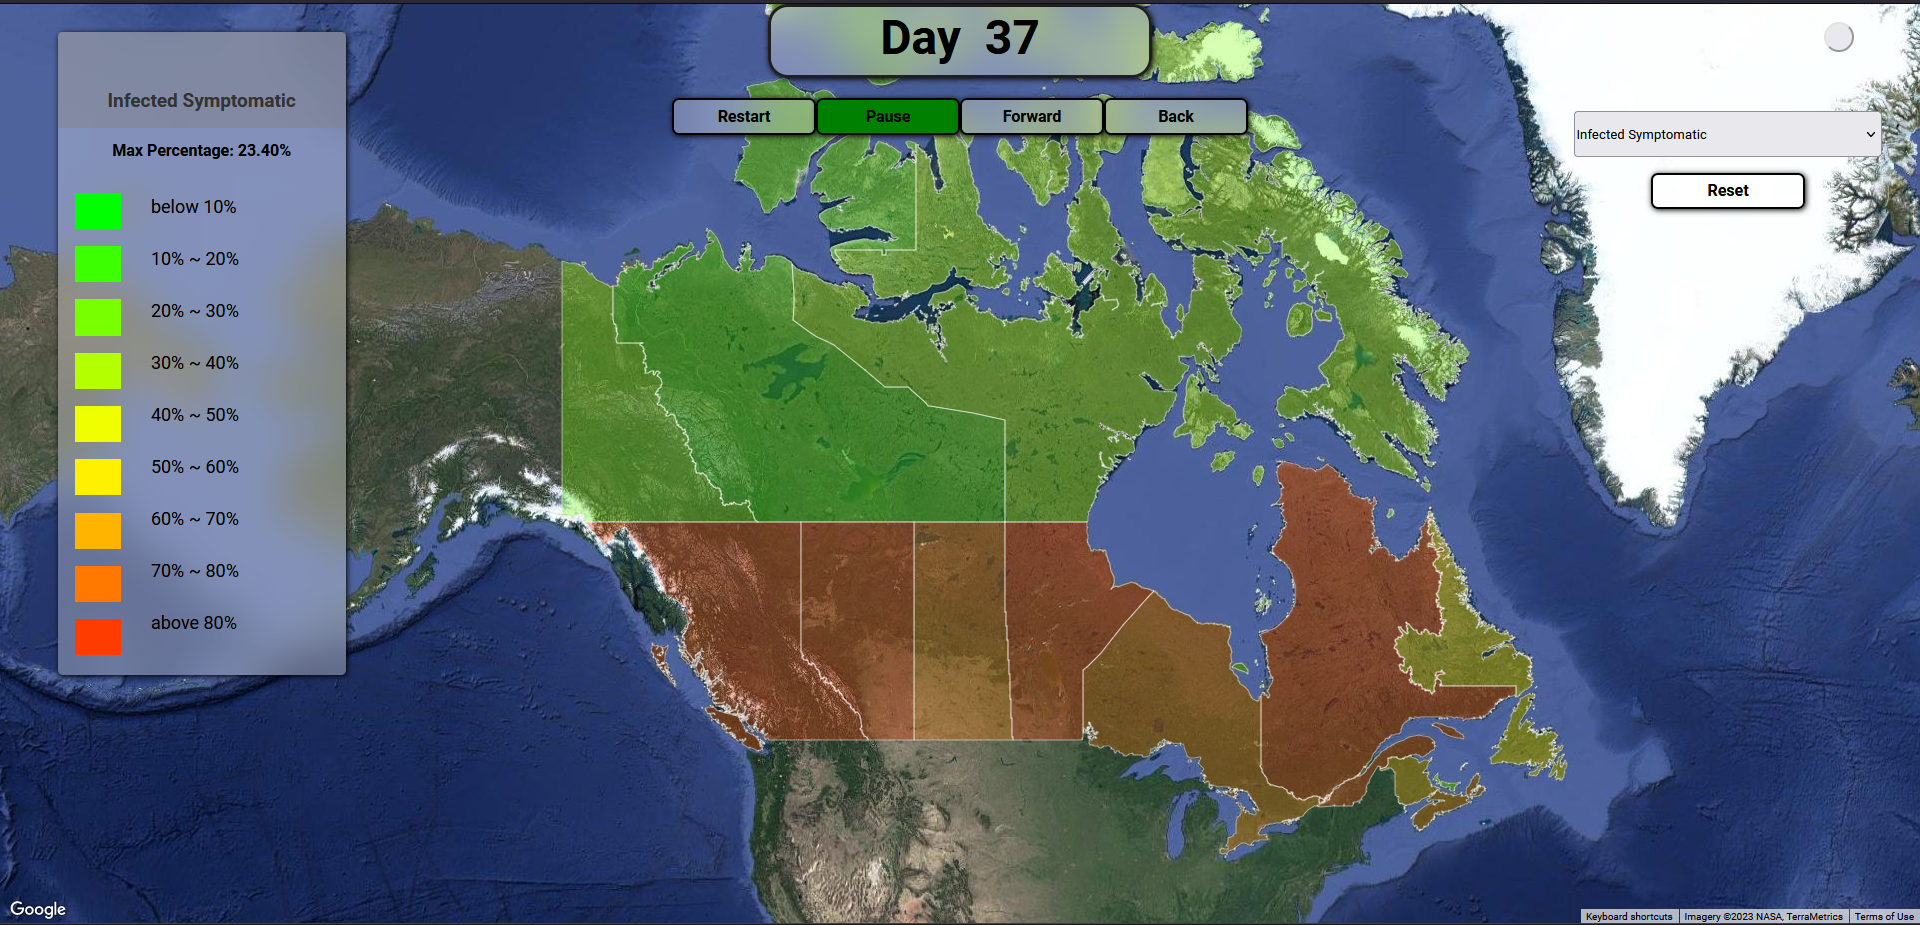 Day 37
Restart
Pause
Forward
Back
Infected Symptomatic
Max Percentage: 23.40%
below 10%
10% ~ 20%
20% ~ 30%
30% ~ 40%
40% ~ 50%
50% ~ 60%
60% ~ 70%
70% ~ 80%
above 80%
Infected Symptomatic
Reset
Google
Keyboard shortcuts
Imagery ©2023 NASA, TerraMetrics
Terms of Use